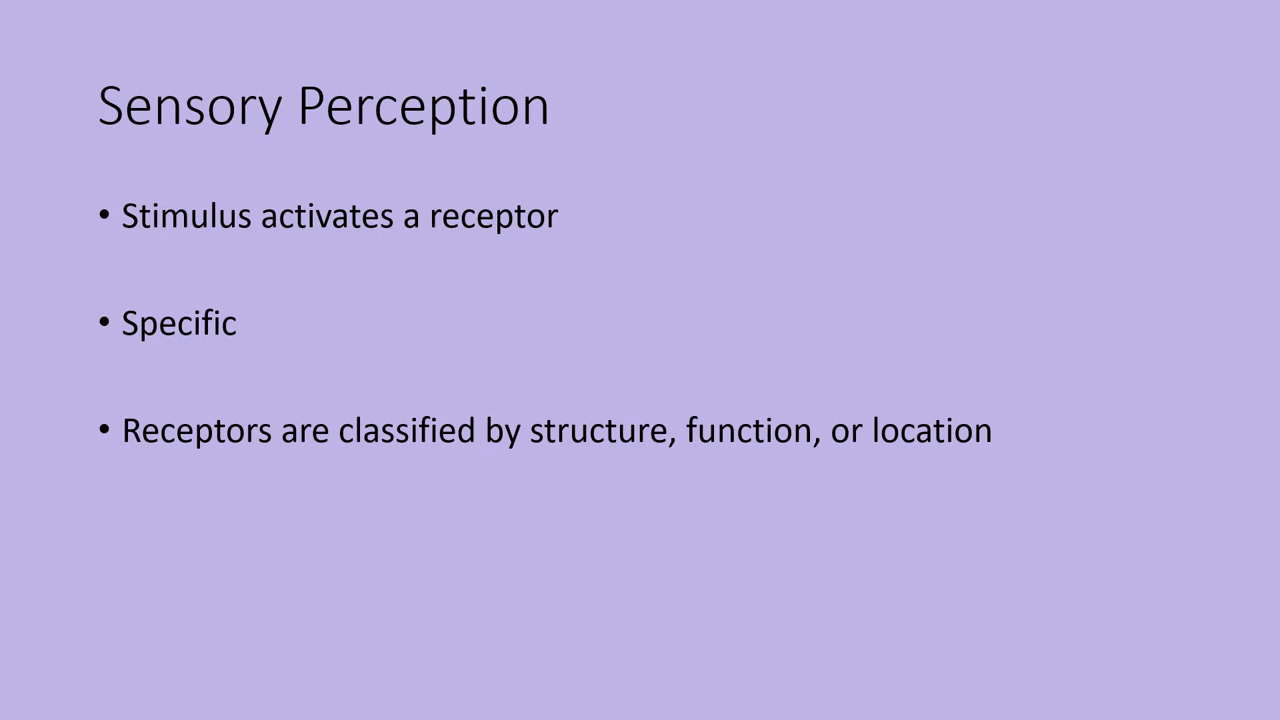 Sensory Perception
• Stimulus activates a receptor
• Specific
• Receptors are classified by structure, function, or location